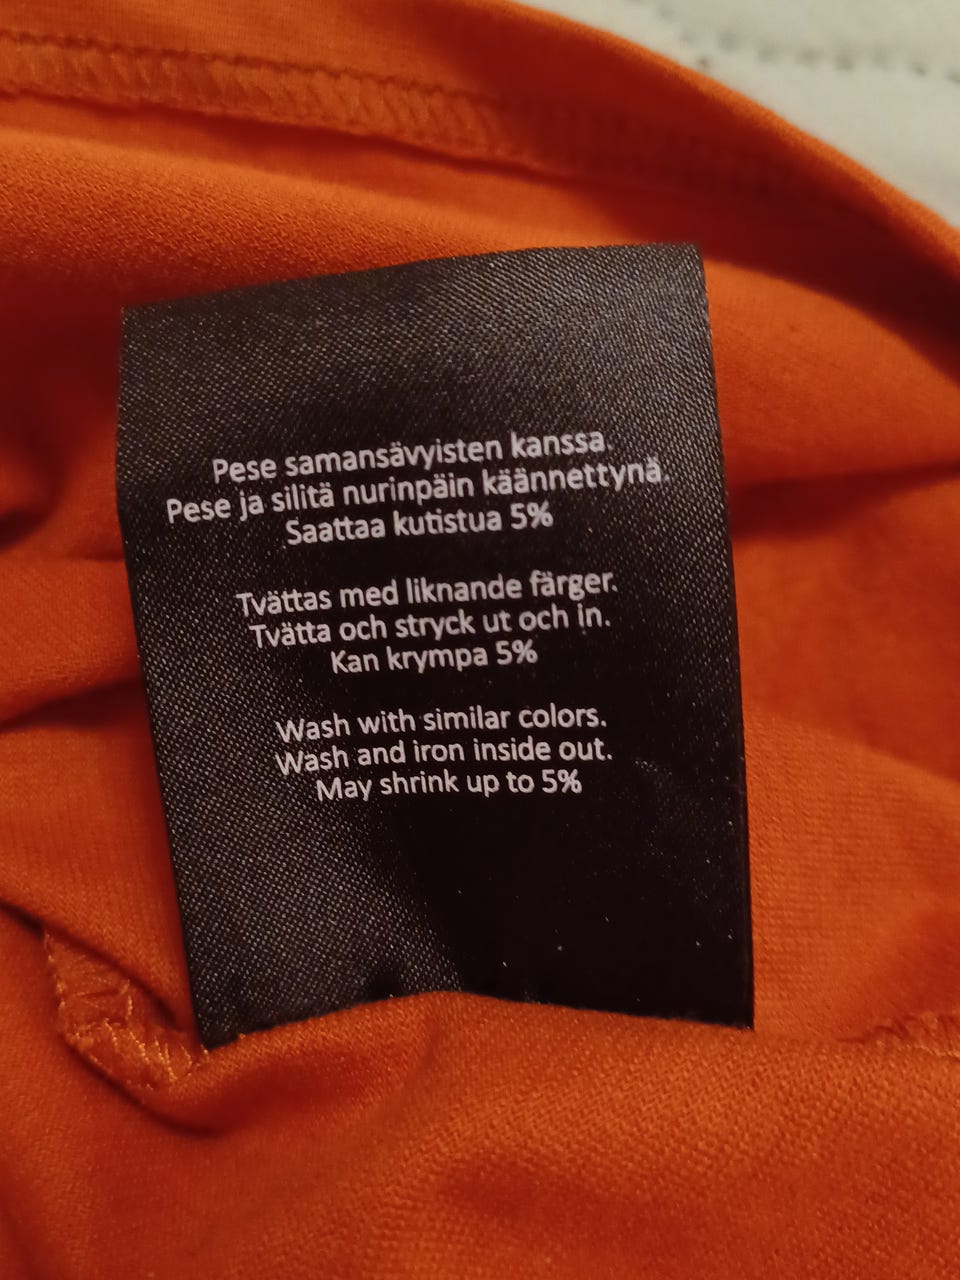 Pese samansävyisten kanssa.
Pese ja silitä nurinpäin käännettynä.
Saattaa kutistua 5%
Tvättas med liknande färger.
Tvätta och stryck ut och in.
Kan krympa 5%
Wash with similar colors.
Wash and iron inside out.
May shrink up to 5%